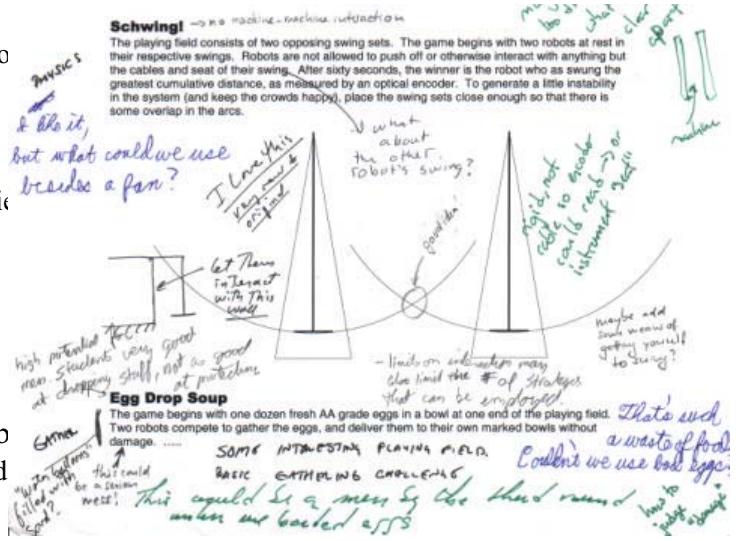 Schwing! → no machine-machine interaction
The playing field consists of two opposing swing sets. The game begins with two robots at rest in
their respective swings. Robots are not allowed to push off or otherwise interact with anything but
the cables and seat of their swing. After sixty seconds, the winner is the robot who as swung the
greatest cumulative distance, as measured by an optical encoder. To generate a little instability
in the system (and keep the crowds happy), place the swing sets close enough so that there is
some overlap in the arcs.
PHYSICS
I like it,
but what could we use
besides a fan?
I Love this
very new &
original
what
about
the other
robot's swing?
good idea!
rigid, not
cable so encoder
could read → or
instrument "seat"
apart
machine
Let Them
interact
with This
wall
high potential for
mess. students very good
at dropping stuff, not as good
at protecting
- limits on interaction may
also limit the # of strategies
that can be employed.
maybe add
some means of
getting yourself
to swing?
Egg Drop Soup
The game begins with one dozen fresh AA grade eggs in a bowl at one end of the playing field.
Two robots compete to gather the eggs, and deliver them to their own marked bowls without
damage. .....
GATHER
this could
be a serious
mess!
filled with
sand?
SOME INTERESTING PLAYING FIELD.
BASIC GATHERING CHALLENGE
That's such
a waste of food
Couldn't we use bad eggs?
This could be a mess by the third round
unless we boiled eggs
how to
judge
"damage"